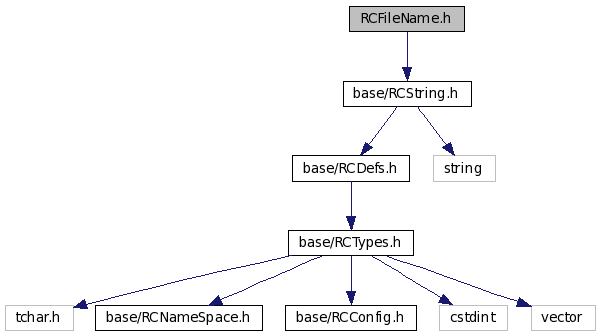 RCFileName.h
base/RCString.h
base/RCDefs.h
string
base/RCTypes.h
tchar.h
base/RCNameSpace.h
base/RCConfig.h
cstdint
vector